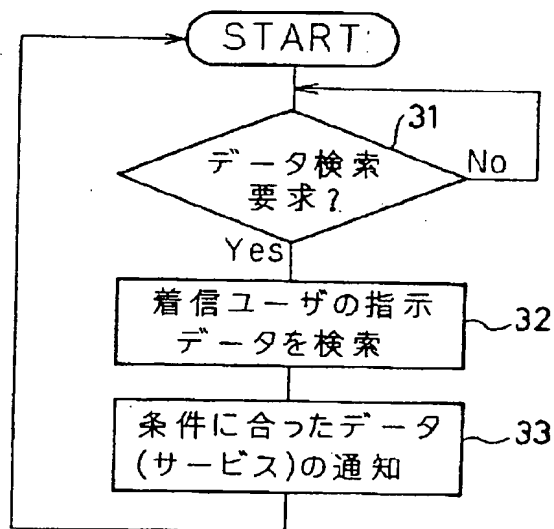 START
31
データ検索
要求?
No
Yes
着信ユーザの指示
データを検索
32
条件に合ったデータ
(サービス)の通知
33